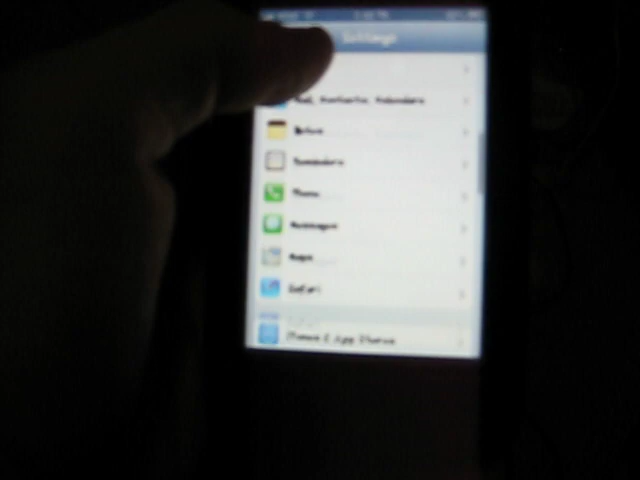 Settings
Mail, Contacts, Calendars
Notes
Reminders
Phone
Messages
Maps
Safari
iTunes & App Stores